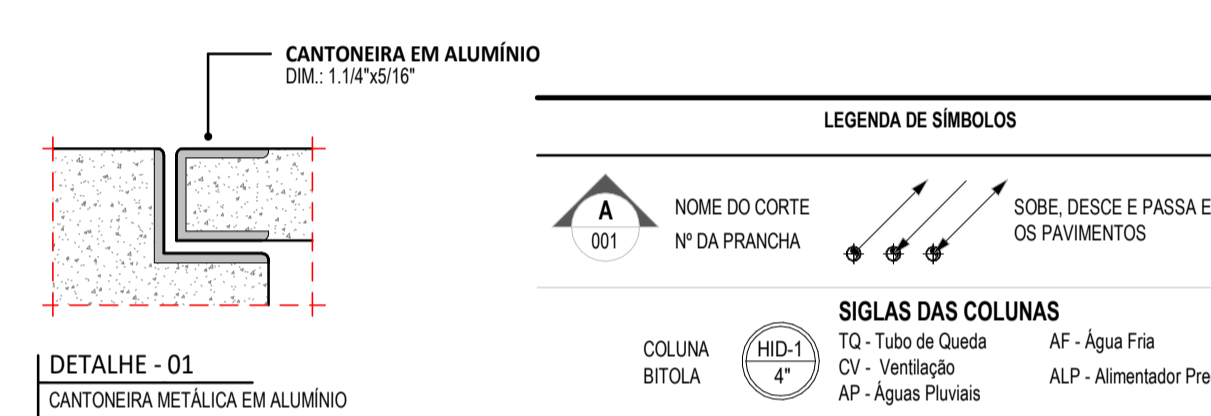 CANTONEIRA EM ALUMÍNIO
DIM.: 1.1/4"x5/16"
DETALHE - 01
CANTONEIRA METÁLICA EM ALUMÍNIO
LEGENDA DE SÍMBOLOS
A
001
NOME DO CORTE
Nº DA PRANCHA
SOBE, DESCE E PASSA E
OS PAVIMENTOS
SIGLAS DAS COLUNAS
COLUNA
BITOLA
HID-1
4"
TQ - Tubo de Queda
CV - Ventilação
AP - Águas Pluviais
AF - Água Fria
ALP - Alimentador Pre